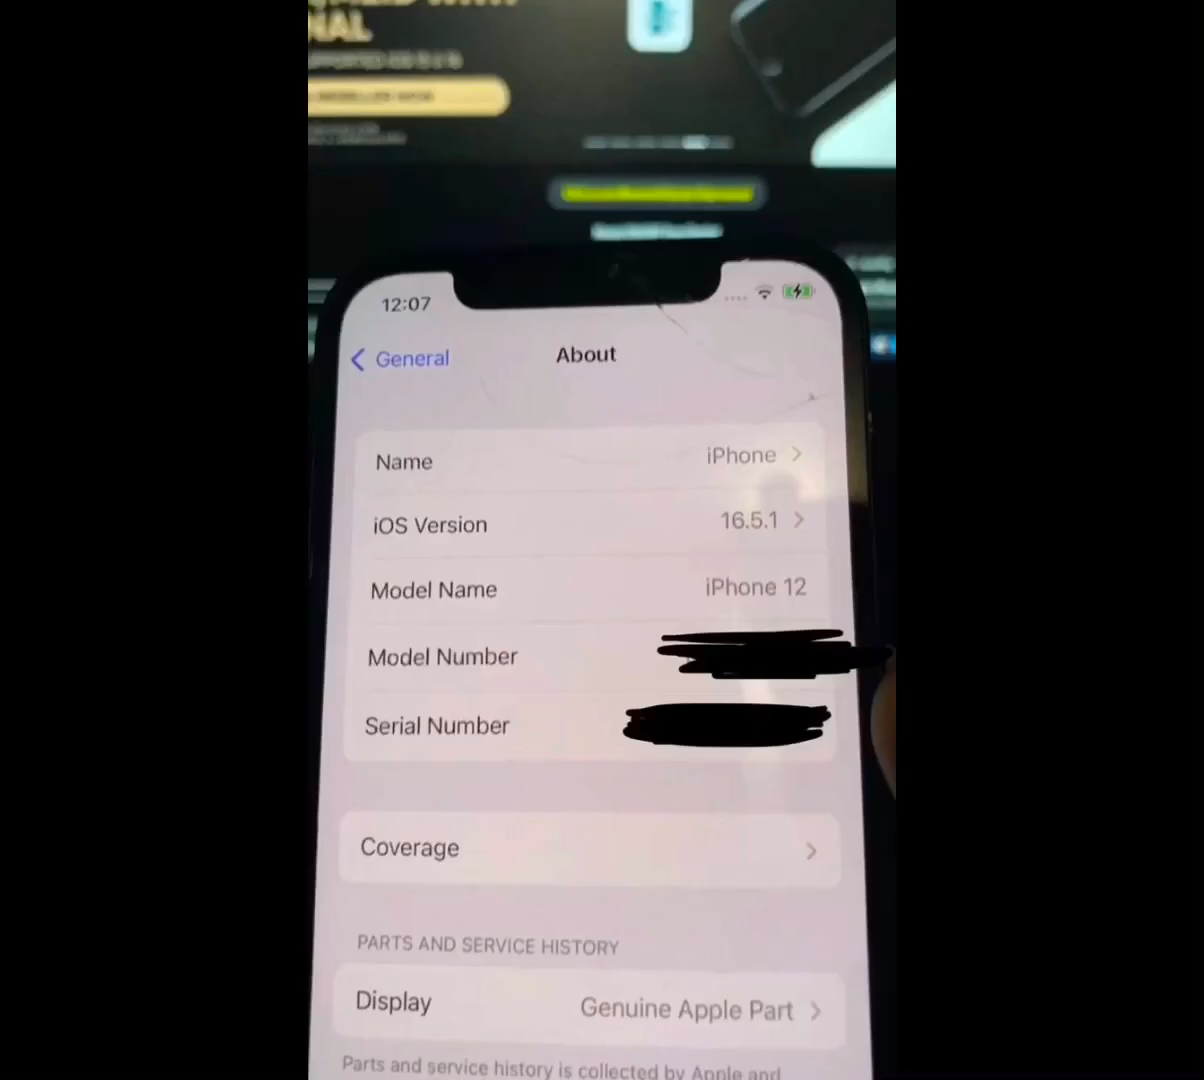 NAL
12:07
General
About
Name
iPhone
iOS Version
16.5.1
Model Name
iPhone 12
Model Number
Serial Number
Coverage
PARTS AND SERVICE HISTORY
Display
Genuine Apple Part
Parts and service history is collected by Apple and